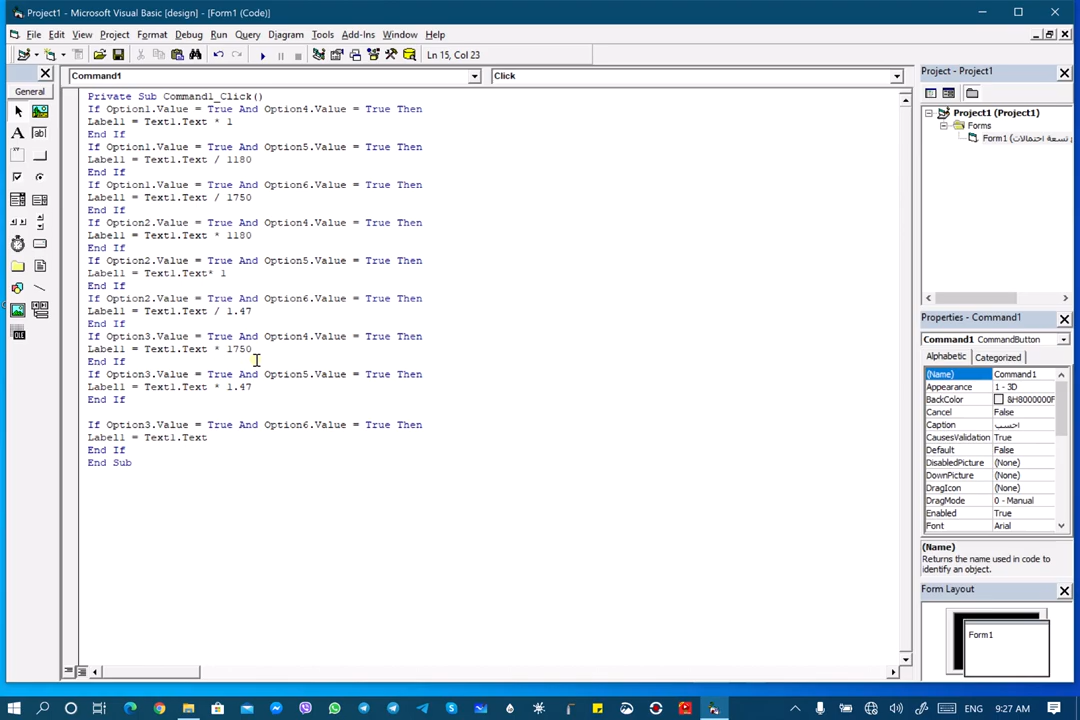 Project1 - Microsoft Visual Basic [design] - [Form1 (Code)]
File Edit View Project Format Debug Run Query Diagram Tools Add-Ins Window Help
Ln 15, Col 23
General
Command1
Click
Private Sub Command1_Click()
If Option1.Value = True And Option4.Value = True Then
Label1 = Text1.Text * 1
End If
If Option1.Value = True And Option5.Value = True Then
Label1 = Text1.Text / 1180
End If
If Option1.Value = True And Option6.Value = True Then
Label1 = Text1.Text / 1750
End If
If Option2.Value = True And Option4.Value = True Then
Label1 = Text1.Text * 1180
End If
If Option2.Value = True And Option5.Value = True Then
Label1 = Text1.Text* 1
End If
If Option2.Value = True And Option6.Value = True Then
Label1 = Text1.Text / 1.47
End If
If Option3.Value = True And Option4.Value = True Then
Label1 = Text1.Text * 1750
End If
If Option3.Value = True And Option5.Value = True Then
Label1 = Text1.Text * 1.47
End If
If Option3.Value = True And Option6.Value = True Then
Label1 = Text1.Text
End If
End Sub
Project - Project1
Project1 (Project1)
Forms
Form1 (تسعة احتمالات
Properties - Command1
Command1 CommandButton
Alphabetic Categorized
(Name) Command1
Appearance 1 - 3D
BackColor &H8000000F
Cancel False
Caption احسب
CausesValidation True
Default False
DisabledPicture (None)
DownPicture (None)
DragIcon (None)
DragMode 0 - Manual
Enabled True
Font Arial
(Name)
Returns the name used in code to
identify an object.
Form Layout
Form1
ENG 9:27 AM